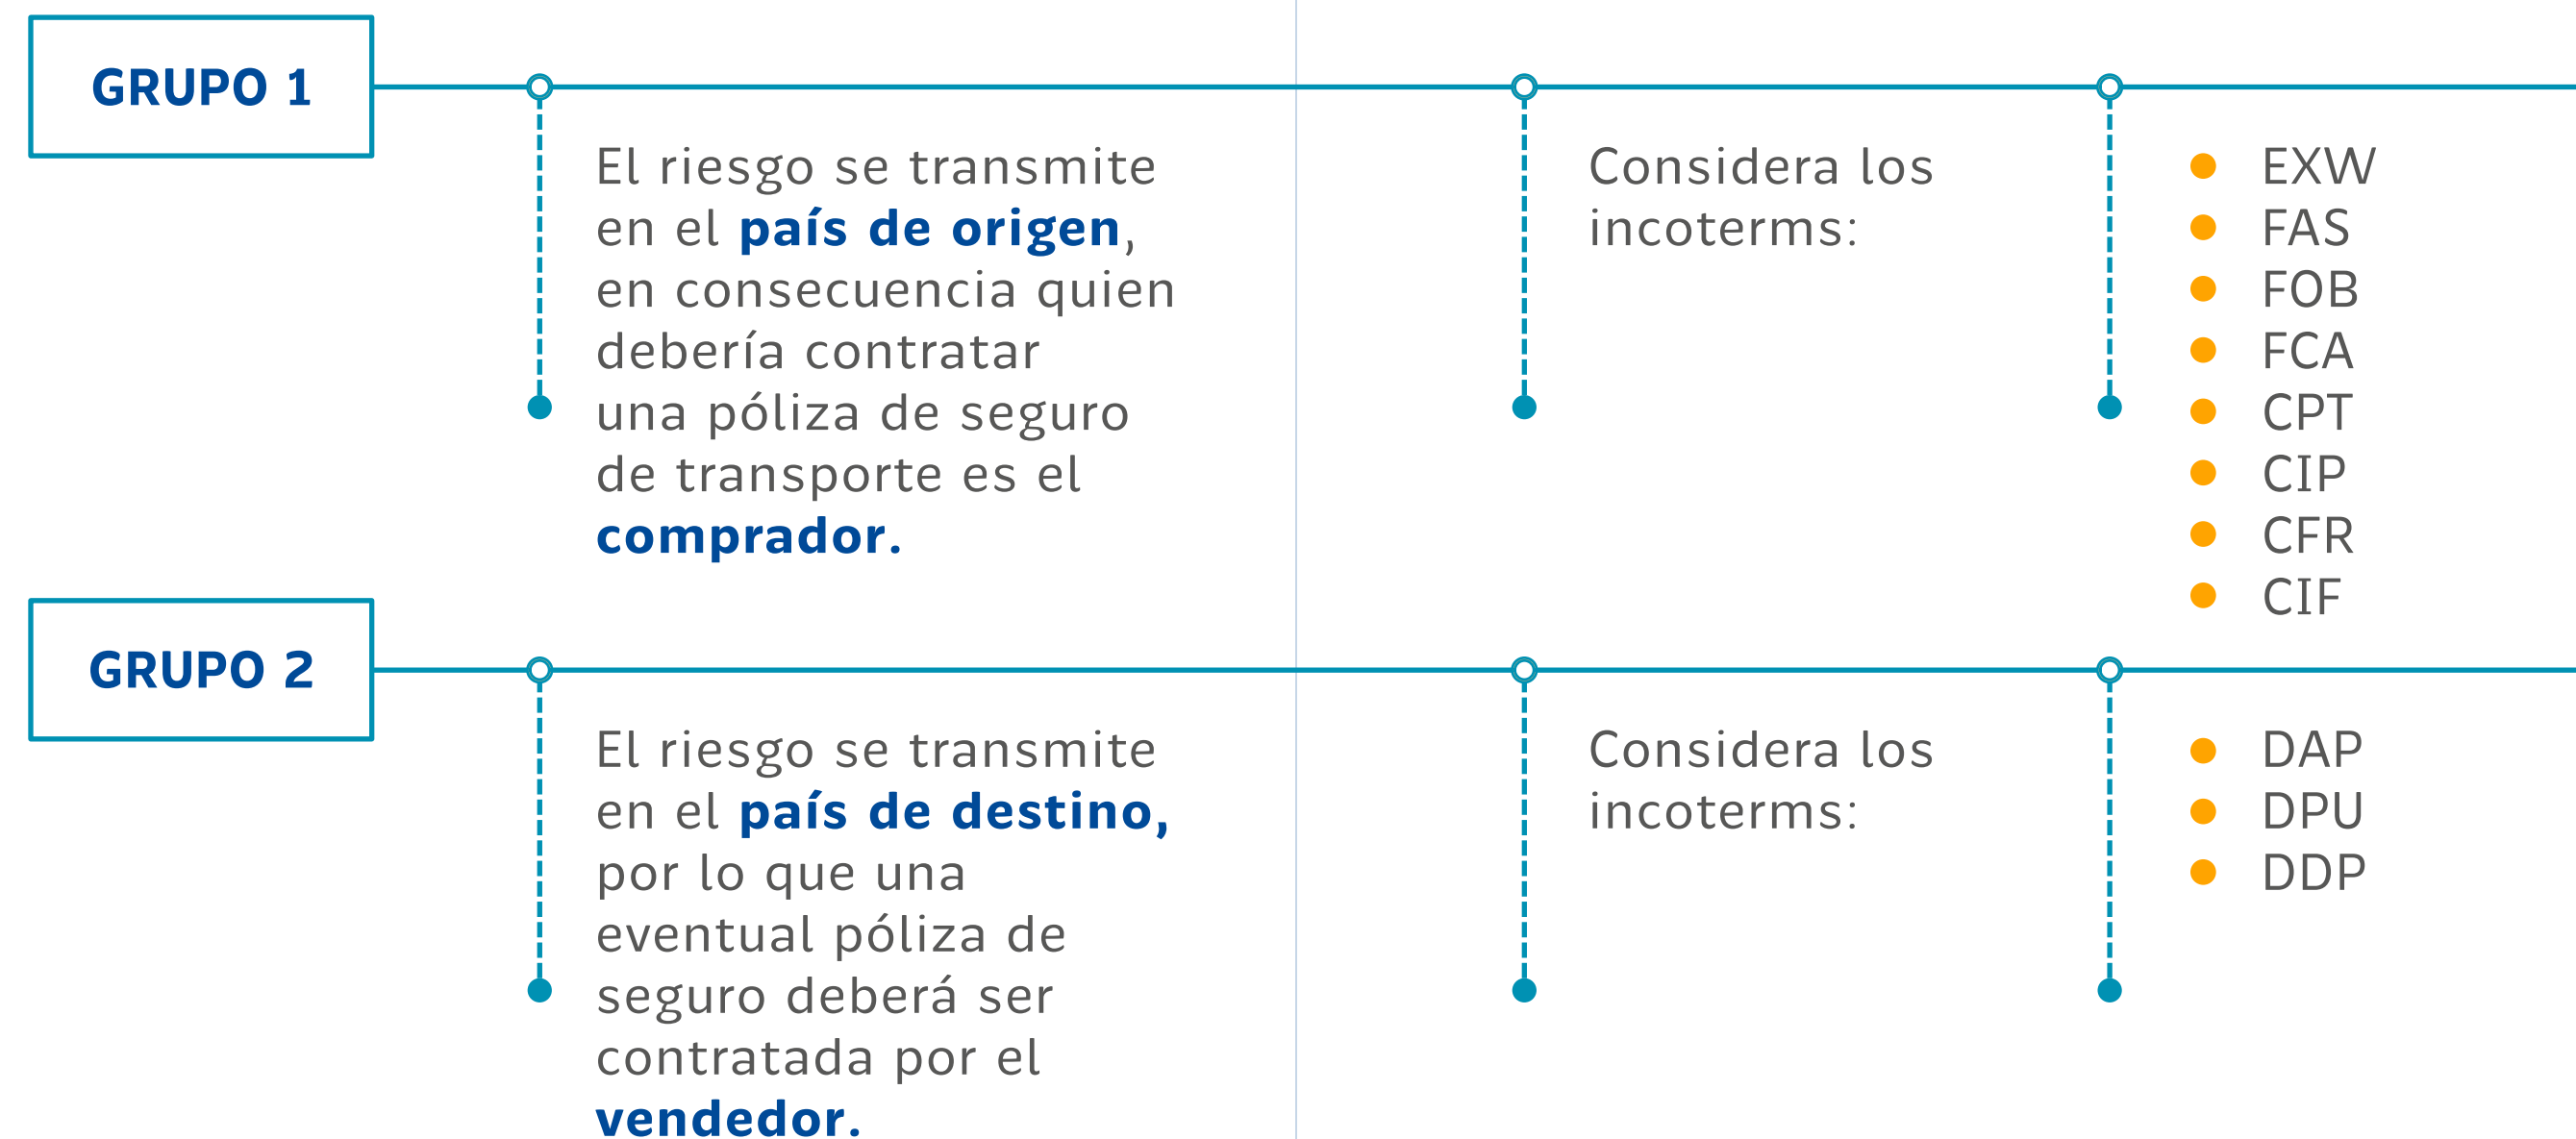 GRUPO 1
El riesgo se transmite
en el país de origen,
en consecuencia quien
debería contratar
una póliza de seguro
de transporte es el
comprador.
Considera los
incoterms:
EXW
FAS
FOB
FCA
CPT
CIP
CFR
CIF
GRUPO 2
El riesgo se transmite
en el país de destino,
por lo que una
eventual póliza de
seguro deberá ser
contratada por el
vendedor.
Considera los
incoterms:
DAP
DPU
DDP